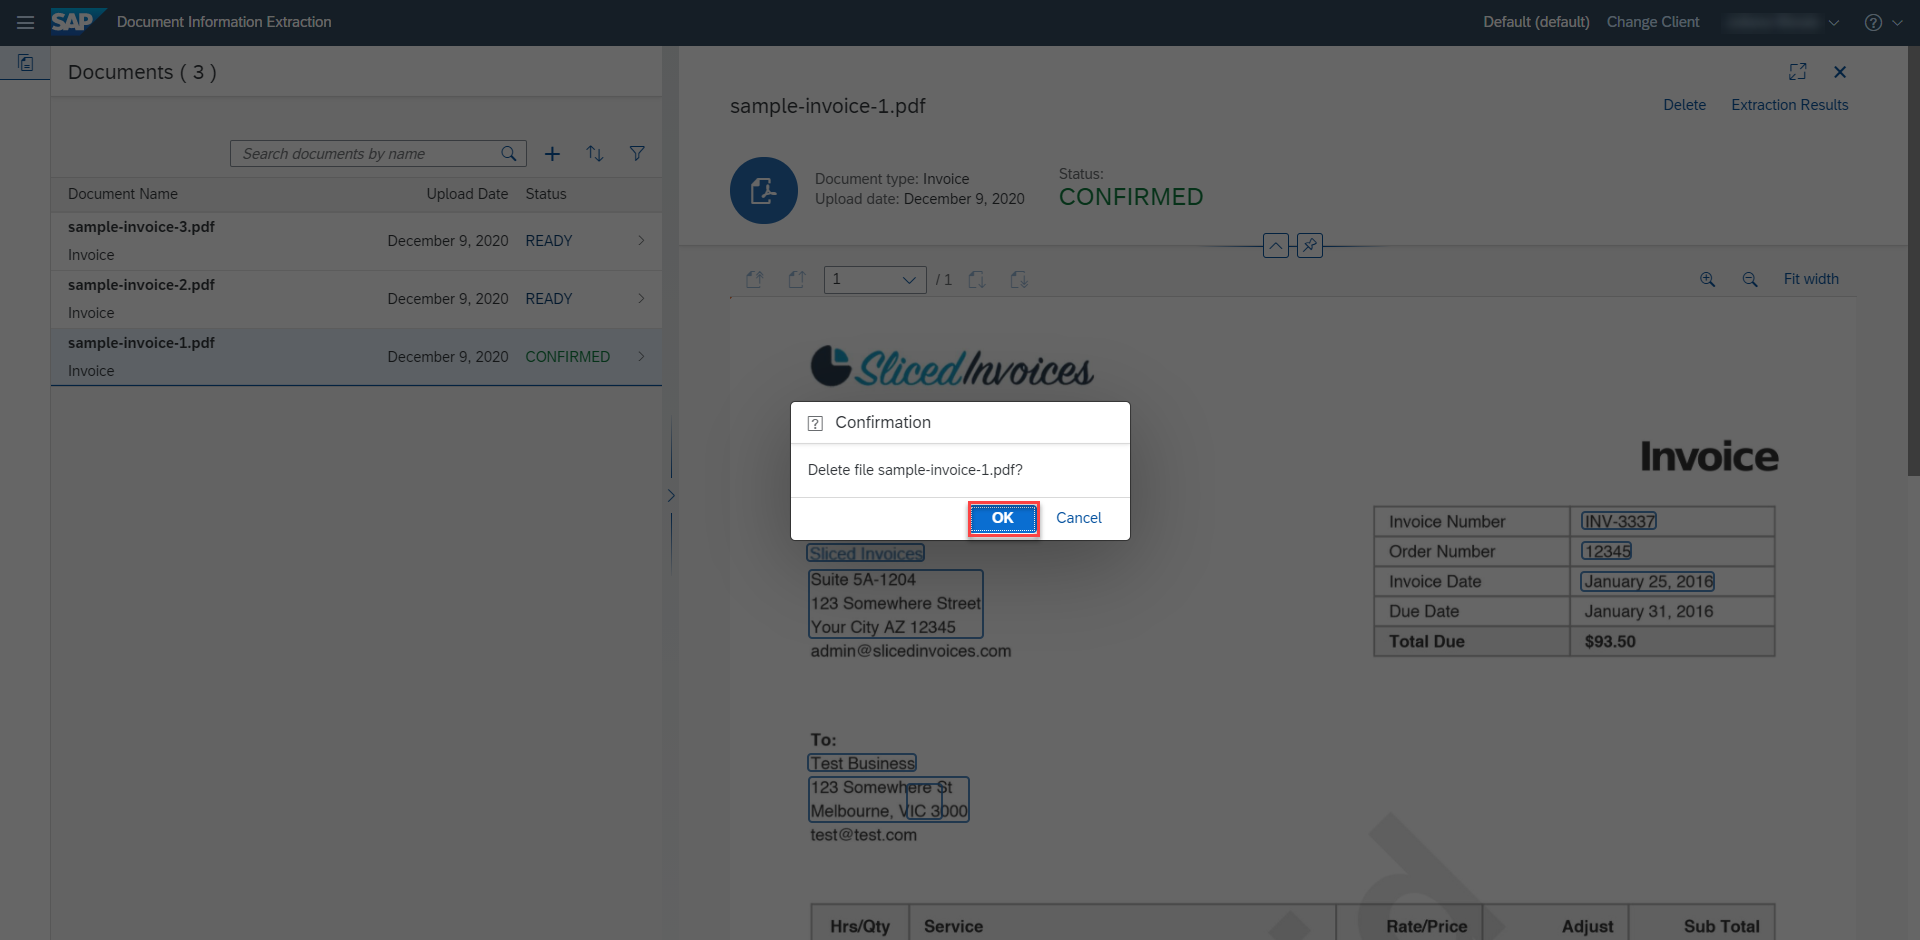 SAP Document Information Extraction
Default (default) Change Client
Documents ( 3 )
Search documents by name
Document Name Upload Date Status
sample-invoice-3.pdf
Invoice
December 9, 2020 READY
sample-invoice-2.pdf
Invoice
December 9, 2020 READY
sample-invoice-1.pdf
Invoice
December 9, 2020 CONFIRMED
sample-invoice-1.pdf
Delete Extraction Results
Document type: Invoice
Upload date: December 9, 2020
Status:
CONFIRMED
1 / 1
Fit width
Sliced Invoices
Confirmation
Delete file sample-invoice-1.pdf?
OK Cancel
Invoice
Invoice Number INV-3337
Order Number 12345
Invoice Date January 25, 2016
Due Date January 31, 2016
Total Due $93.50
Sliced Invoices
Suite 5A-1204
123 Somewhere Street
Your City AZ 12345
admin@slicedinvoices.com
To:
Test Business
123 Somewhere St
Melbourne, VIC 3000
test@test.com
Hrs/Qty Service Rate/Price Adjust Sub Total